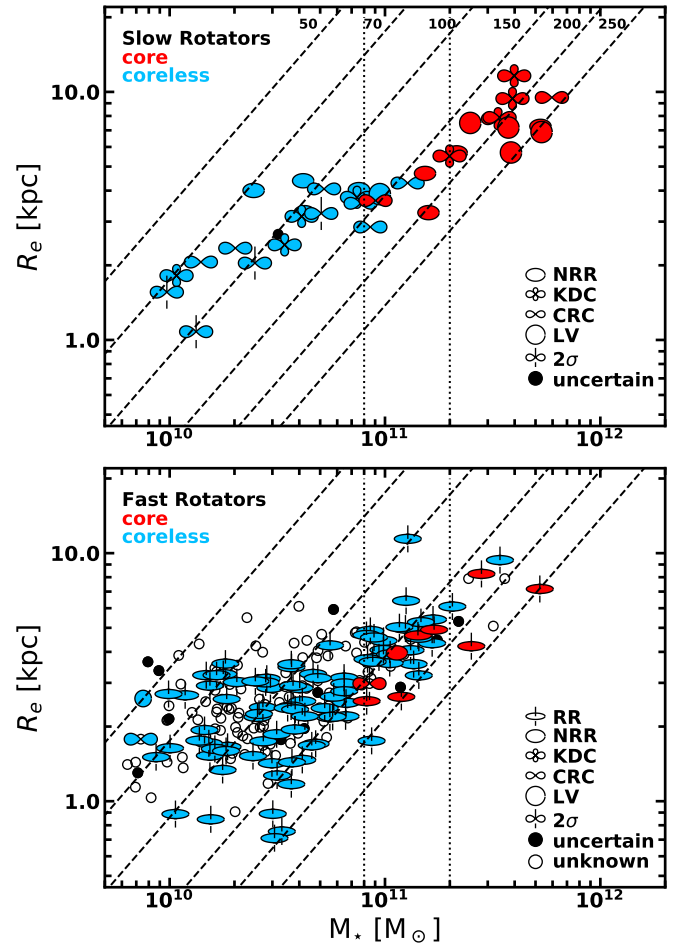 50 70 100 150 200 250
Slow Rotators
core
coreless
10.0
1.0
R_e [kpc]
NRR
KDC
CRC
LV
2σ
uncertain
10^10 10^11 10^12
Fast Rotators
core
coreless
10.0
1.0
R_e [kpc]
RR
NRR
KDC
CRC
LV
2σ
uncertain
unknown
10^10 10^11 10^12
M_⋆ [M_⊙]